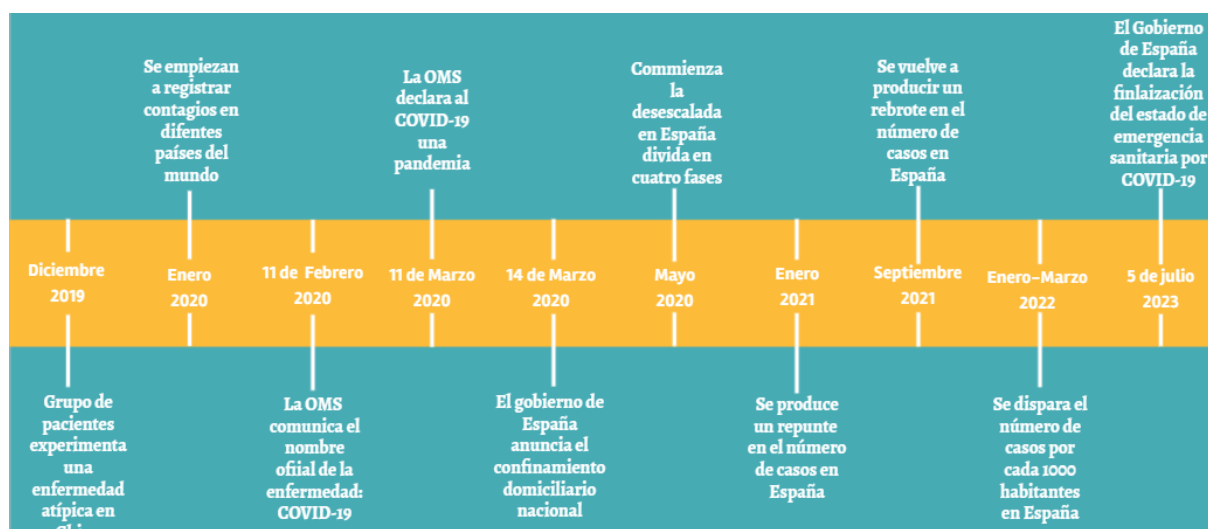 Se empiezan
a registrar
contagios en
difentes
países del
mundo
La OMS
declara al
COVID-19
una
pandemia
Commienza
la
desescalada
en España
divida en
cuatro fases
Se vuelve a
producir un
rebrote en el
número de
casos en
España
El Gobierno
de España
declara la
finlaización
del estado de
emergencia
sanitaria por
COVID-19
Diciembre
2019
Enero
2020
11 de Febrero
2020
11 de Marzo
2020
14 de Marzo
2020
Mayo
2020
Enero
2021
Septiembre
2021
Enero-Marzo
2022
5 de julio
2023
Grupo de
pacientes
experimenta
una
enfermedad
atípica en
La OMS
comunica el
nombre
ofiial de la
enfermedad:
COVID-19
El gobierno de
España
anuncia el
confinamiento
domiciliario
nacional
Se produce
un repunte
en el número
de casos en
España
Se dispara el
número de
casos por
cada 1000
habitantes
en España